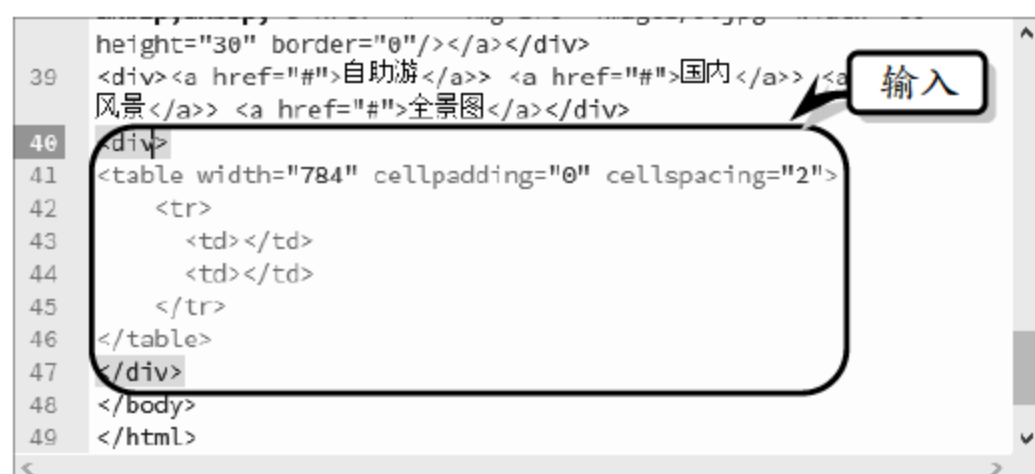 height="30" border="0"/></a></div>
39 <div><a href="#">自助游</a>> <a href="#">国内</a>> <a
风景</a>> <a href="#">全景图</a></div>
输入
40 <div>
41 <table width="784" cellpadding="0" cellspacing="2">
42 <tr>
43 <td></td>
44 <td></td>
45 </tr>
46 </table>
47 </div>
48 </body>
49 </html>